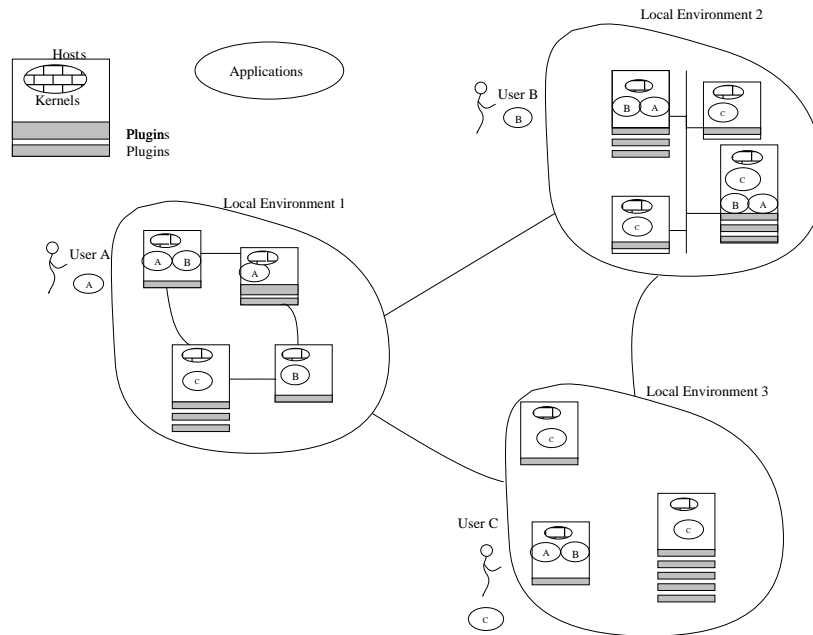 Local Environment 2
Hosts
Kernels
Applications
Plugins
Plugins
User B
B
B
A
C
C
B
A
C
Local Environment 1
User A
A
A
B
A
C
B
Local Environment 3
C
User C
C
A
B
C